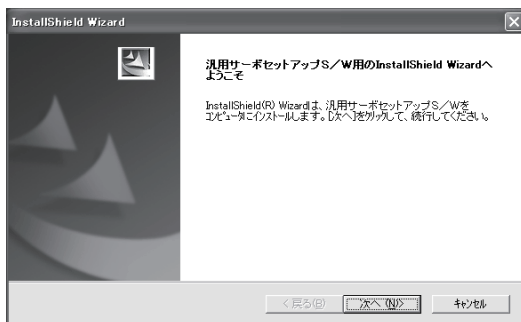 InstallShield Wizard
汎用サーボセットアップS／W用のInstallShield Wizardへ
ようこそ
InstallShield(R) Wizardは、汎用サーボセットアップS／Wを
コンピュータにインストールします。[次へ]をクリックして、続行してください。
< 戻る(B)
次へ (N)>
キャンセル